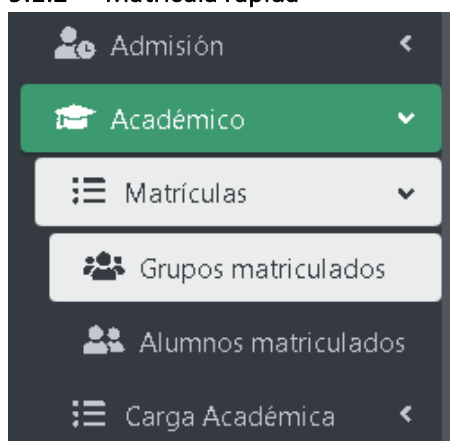 Admisión
Académico
Matrículas
Grupos matriculados
Alumnos matriculados
Carga Académica